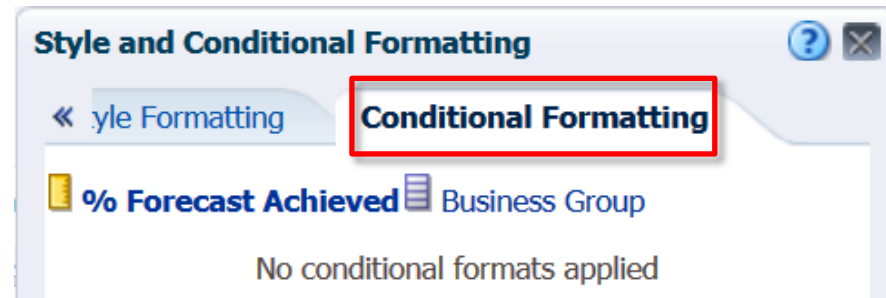 Style and Conditional Formatting
« yle Formatting Conditional Formatting
% Forecast Achieved Business Group
No conditional formats applied